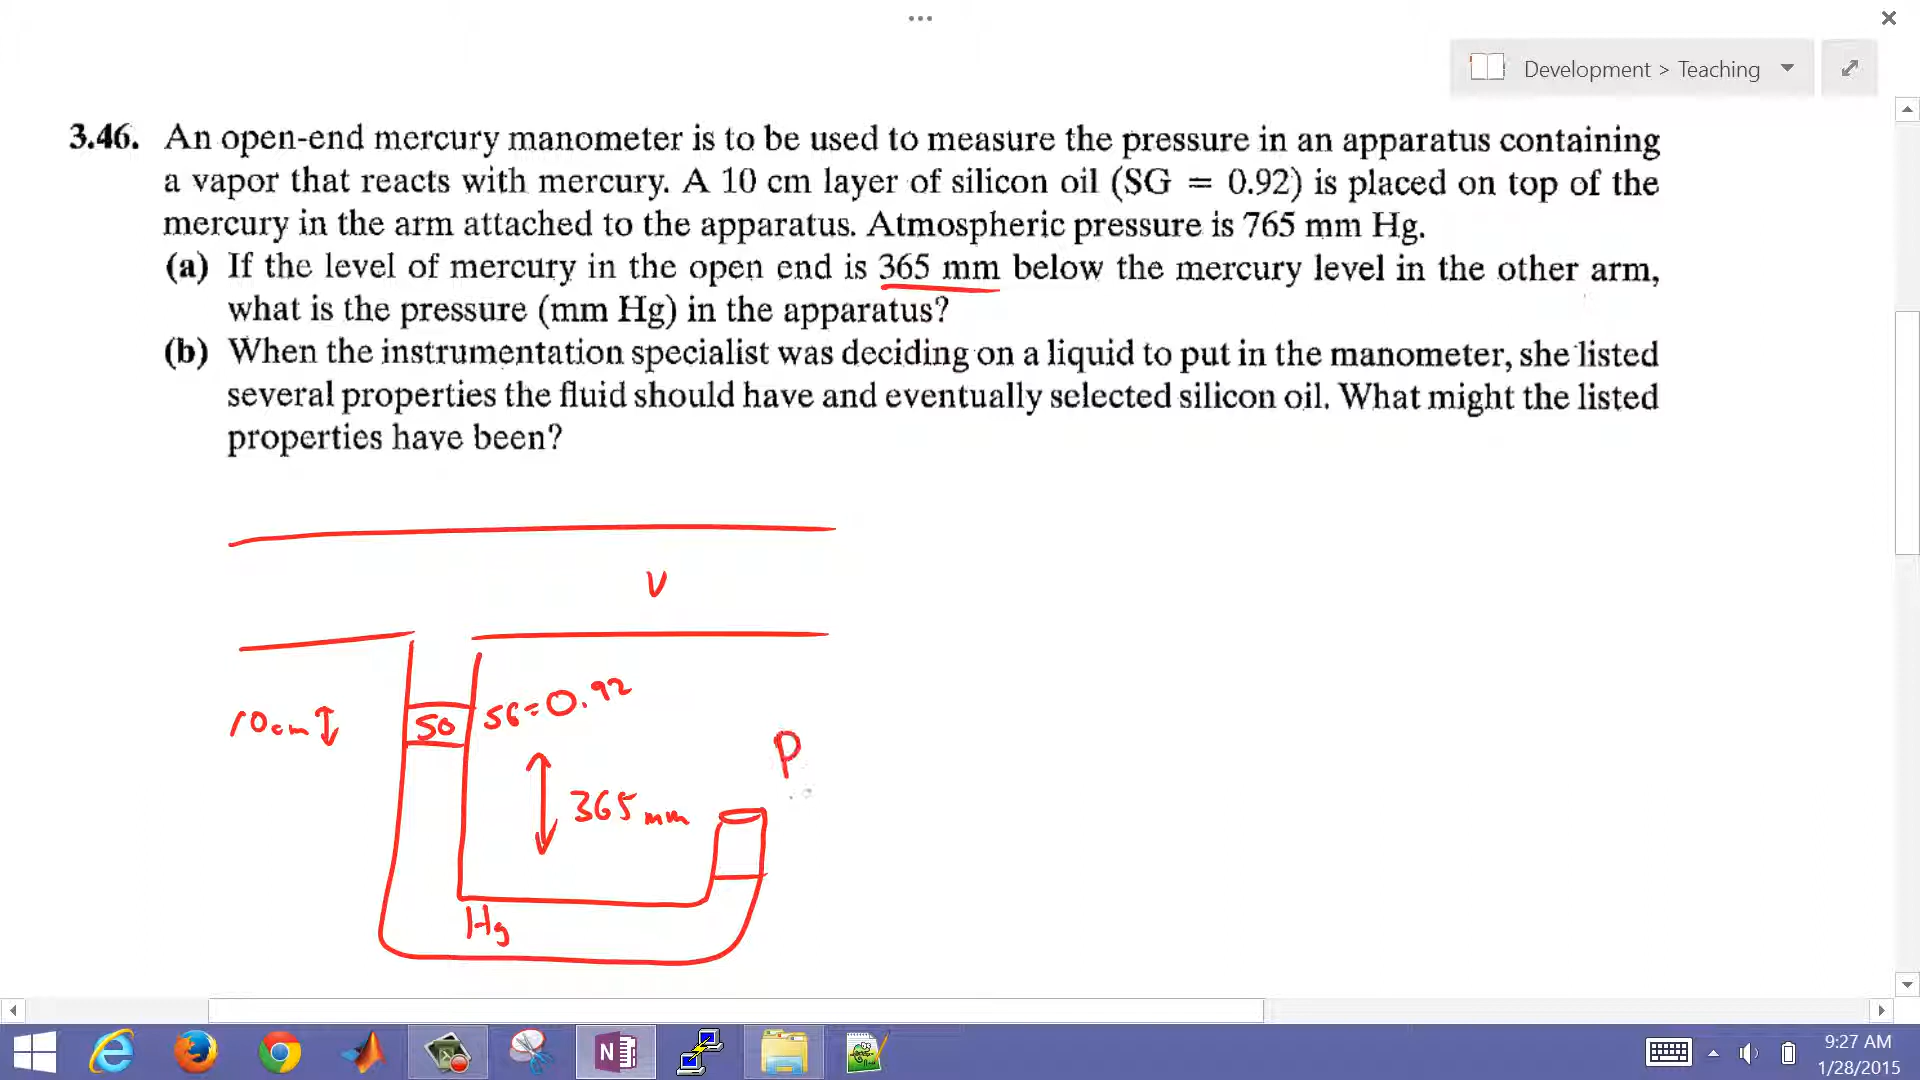 Development > Teaching
3.46. An open-end mercury manometer is to be used to measure the pressure in an apparatus containing
a vapor that reacts with mercury. A 10 cm layer of silicon oil (SG = 0.92) is placed on top of the
mercury in the arm attached to the apparatus. Atmospheric pressure is 765 mm Hg.
(a) If the level of mercury in the open end is 365 mm below the mercury level in the other arm,
what is the pressure (mm Hg) in the apparatus?
(b) When the instrumentation specialist was deciding on a liquid to put in the manometer, she listed
several properties the fluid should have and eventually selected silicon oil. What might the listed
properties have been?
V
10cm SO SG=0.92
P
365 mm
Hg
9:27 AM
1/28/2015